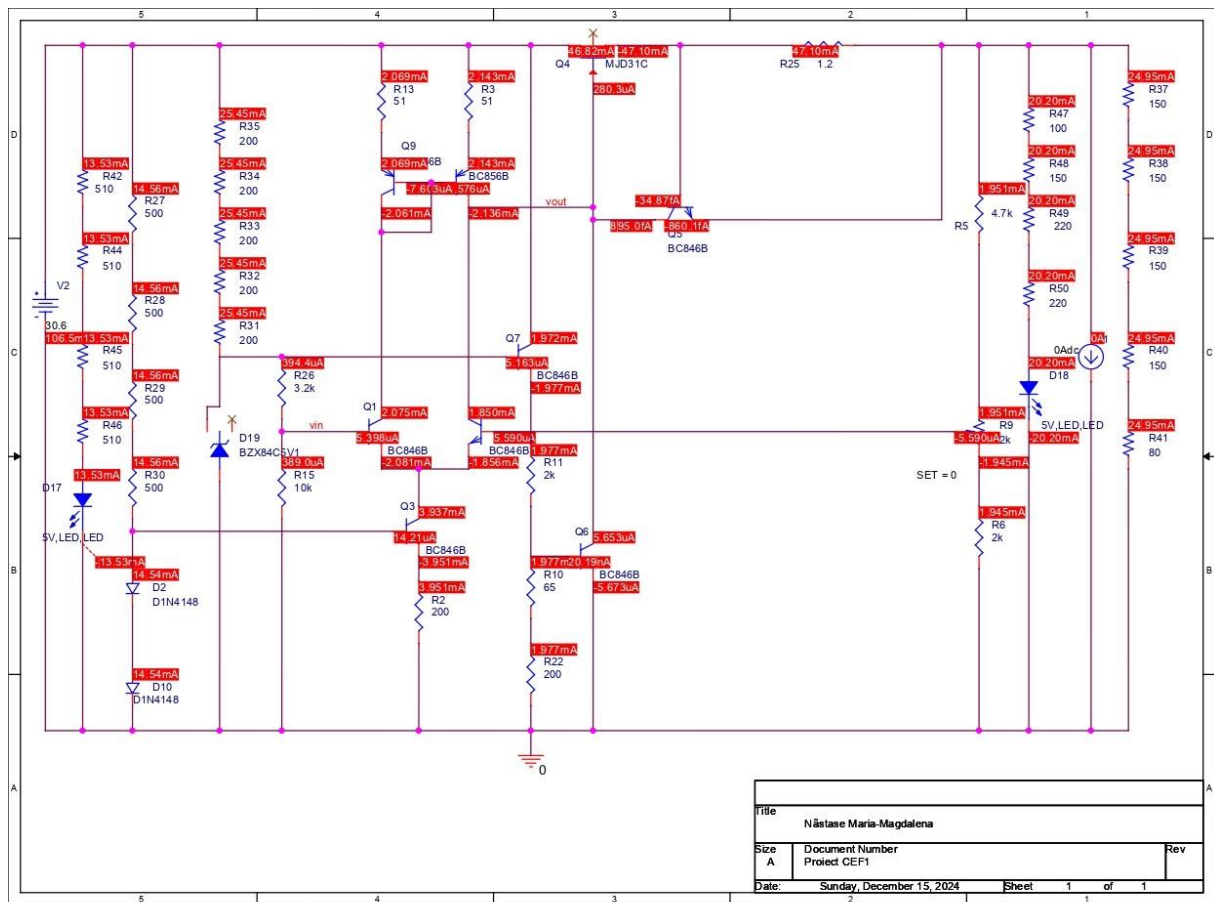 5 4 3 2 1
D
C
B
A
D
C
B
A
46.82mA
-47.10mA
Q4
MJD31C
280.3uA
47.10mA
R25 1.2
2.069mA
R13
51
2.143mA
R3
51
24.95mA
R37
150
25.45mA
R35
200
20.20mA
R47
100
13.53mA
R42
510
14.56mA
R27
500
25.45mA
R34
200
Q9
2.069mA
6B
2.143mA
BC856B
-2.061mA
-2.136mA
vout
-34.87fA
895.0fA
-860.1fA
Q5
BC846B
1.951mA
R5
4.7k
20.20mA
R48
150
24.95mA
R38
150
25.45mA
R33
200
20.20mA
R49
220
13.53mA
R44
510
25.45mA
R32
200
24.95mA
R39
150
V2
30.6
106.5m
14.56mA
R28
500
25.45mA
R31
200
20.20mA
R50
220
13.53mA
R45
510
Q7
1.972mA
5.163uA
BC846B
-1.977mA
0Adc
24.95mA
R40
150
394.4uA
R26
3.2k
20.20mA
D18
5V,LED,LED
-20.20mA
14.56mA
R29
500
13.53mA
R46
510
vin
Q1
2.075mA
5.398uA
BC846B
-2.081mA
1.850mA
5.590uA
BC846B
-1.856mA
1.951mA
R9
2k
-5.590uA
-1.945mA
SET = 0
24.95mA
R41
80
D19
BZX84C5V1
389.0uA
R15
10k
1.977mA
R11
2k
13.53mA
D17
5V,LED,LED
-13.53mA
14.56mA
R30
500
Q3
3.937mA
14.21uA
BC846B
-3.951mA
3.951mA
R2
200
Q6
5.653uA
20.19nA
BC846B
-5.673uA
R10
65
1.945mA
R6
2k
14.54mA
D2
D1N4148
1.977mA
R22
200
14.54mA
D10
D1N4148
0
Title
Năstase Maria-Magdalena
Size Document Number Rev
A Proiect CEF1
Date: Sunday, December 15, 2024 Sheet 1 of 1
5 4 3 2 1